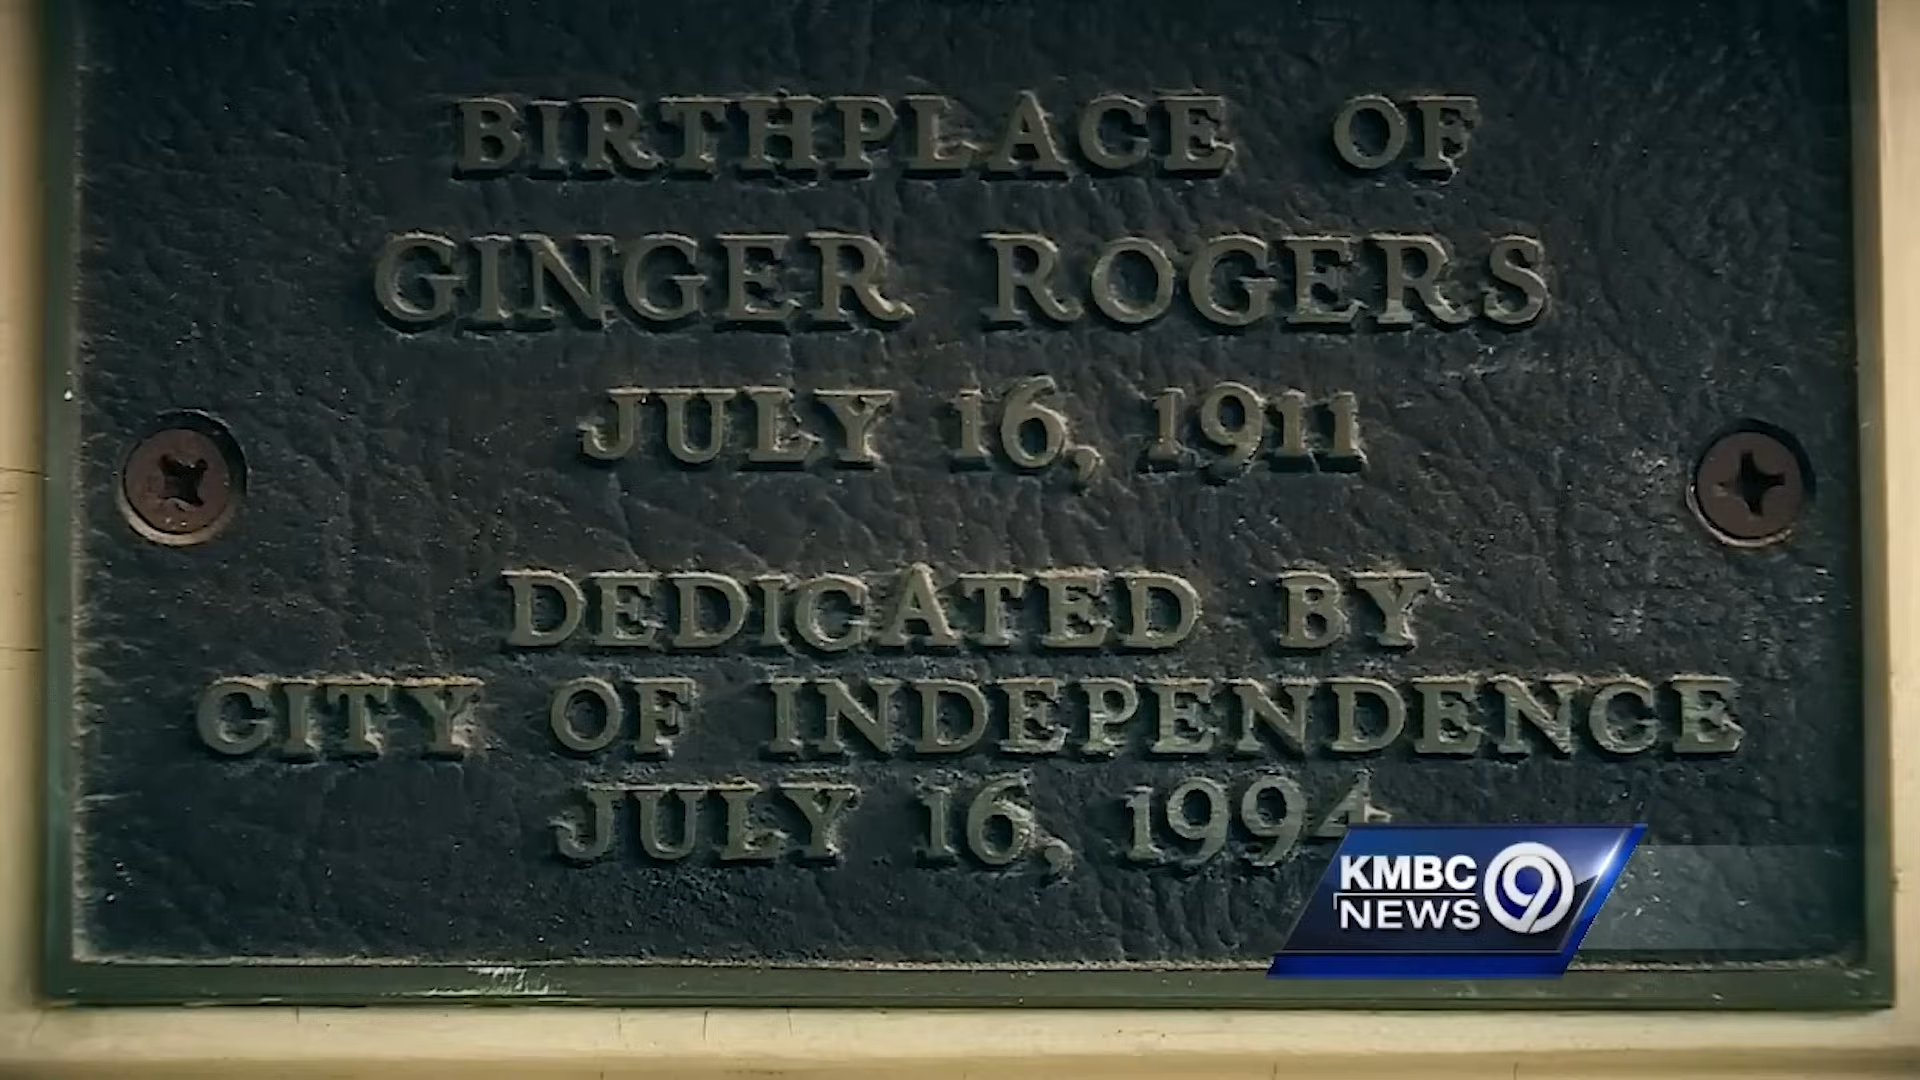 BIRTHPLACE OF
GINGER ROGERS
JULY 16, 1911
DEDICATED BY
CITY OF INDEPENDENCE
JULY 16, 1994
KMBC 9
NEWS